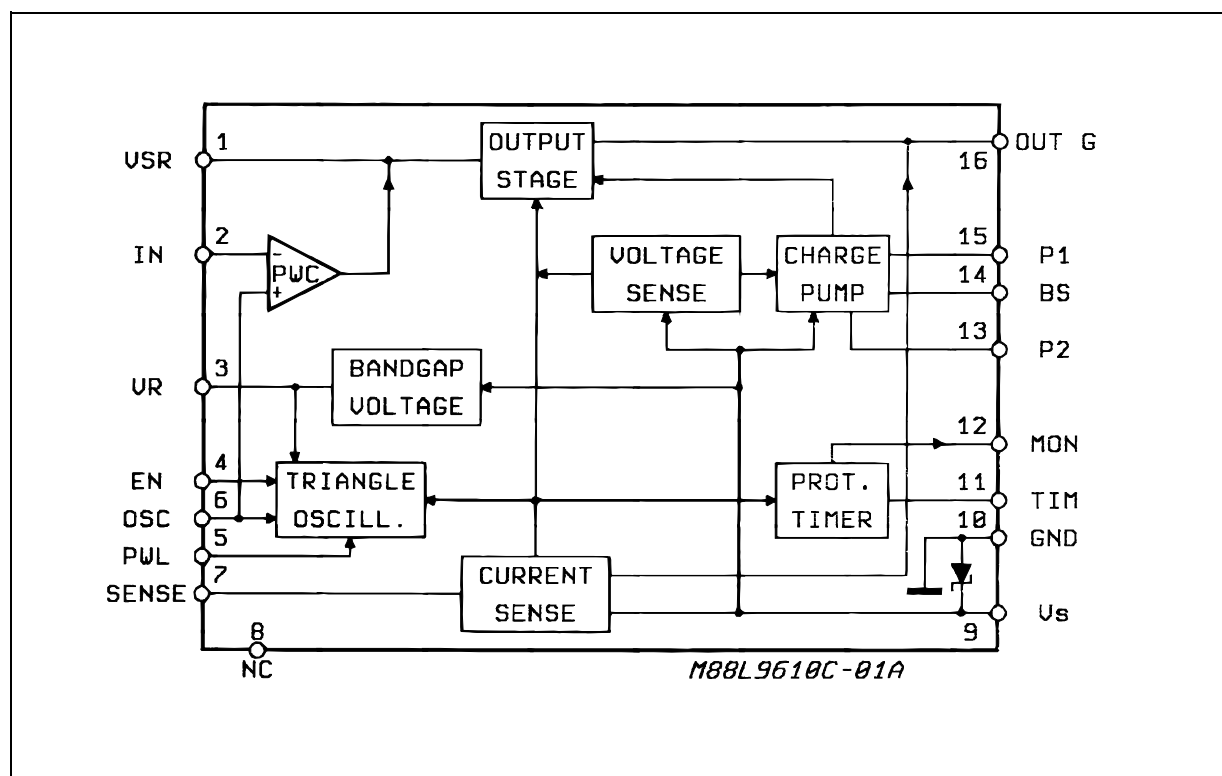 1
VSR
OUTPUT
STAGE
OUT G
16
2
IN
-
PWC
+
VOLTAGE
SENSE
CHARGE
PUMP
15
P1
14
BS
13
P2
3
VR
BANDGAP
VOLTAGE
12
MON
4
EN
TRIANGLE
OSCILL.
6
OSC
5
PWL
PROT.
TIMER
11
TIM
10
GND
7
SENSE
CURRENT
SENSE
Vs
9
8
NC
M88L9610C-01A